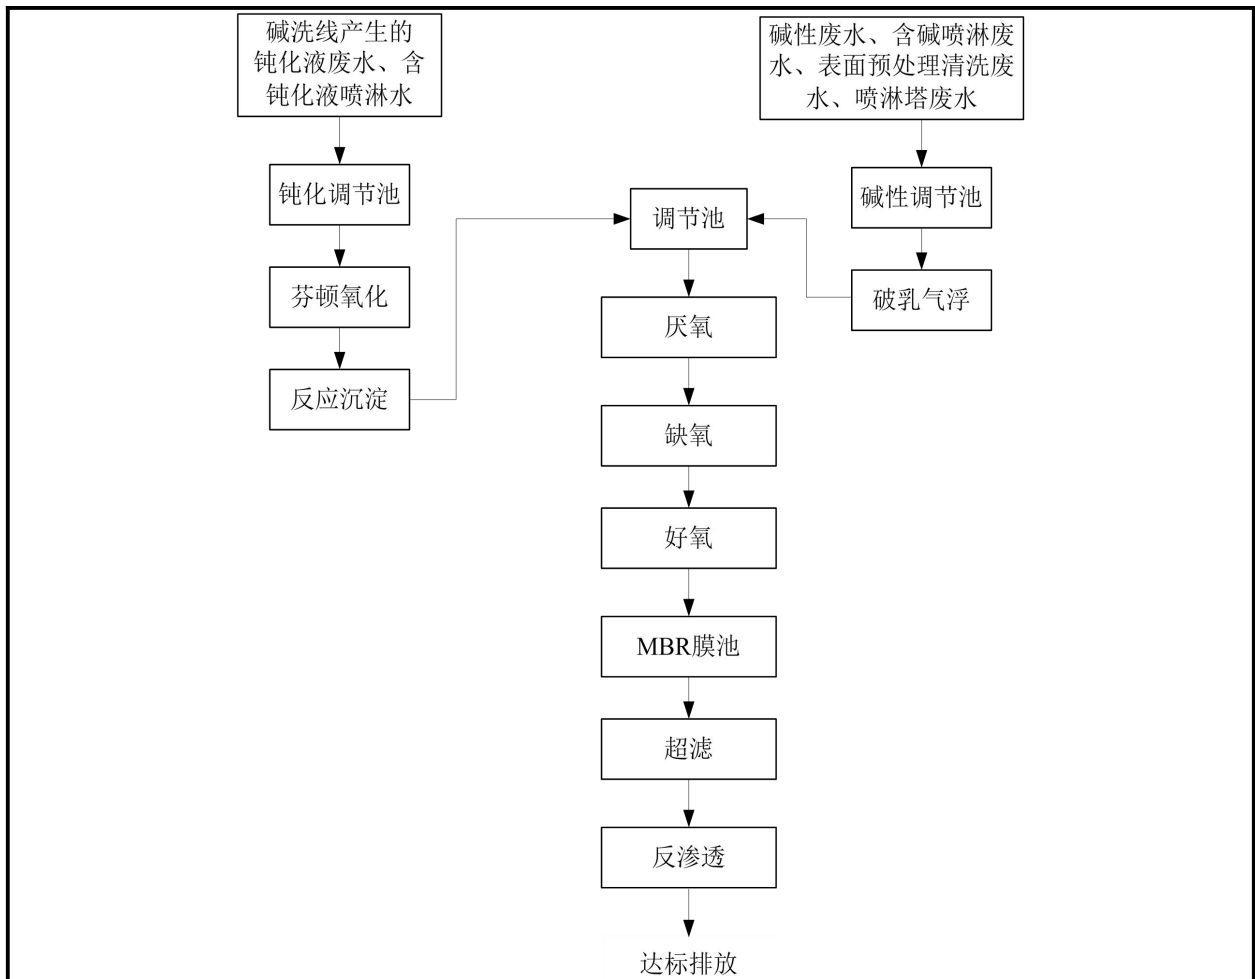 碱洗线产生的
钝化液废水、含
钝化液喷淋水
钝化调节池
芬顿氧化
反应沉淀
碱性废水、含碱喷淋废
水、表面预处理清洗废
水、喷淋塔废水
碱性调节池
破乳气浮
调节池
厌氧
缺氧
好氧
MBR膜池
超滤
反渗透
达标排放